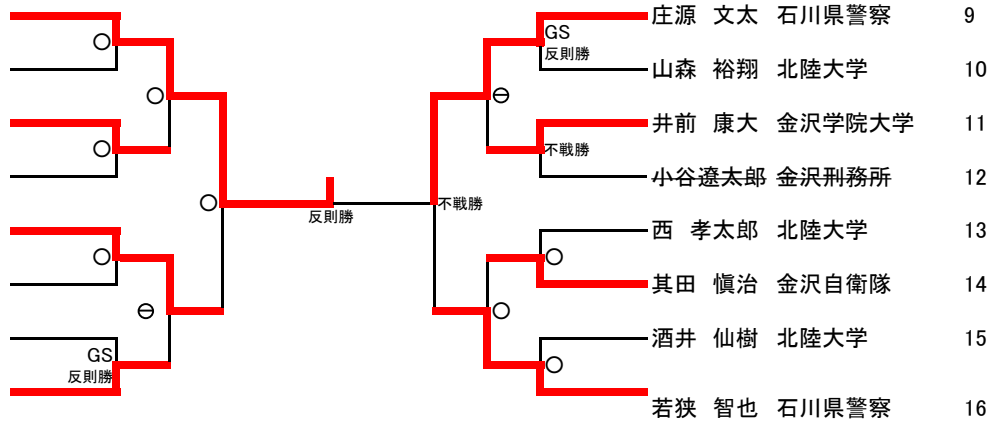 庄源 文太 石川県警察 9
GS
反則勝
山森 裕翔 北陸大学 10
井前 康大 金沢学院大学 11
不戦勝
小谷遼太郎 金沢刑務所 12
反則勝
不戦勝
西 孝太郎 北陸大学 13
其田 愼治 金沢自衛隊 14
酒井 仙樹 北陸大学 15
GS
反則勝
若狭 智也 石川県警察 16